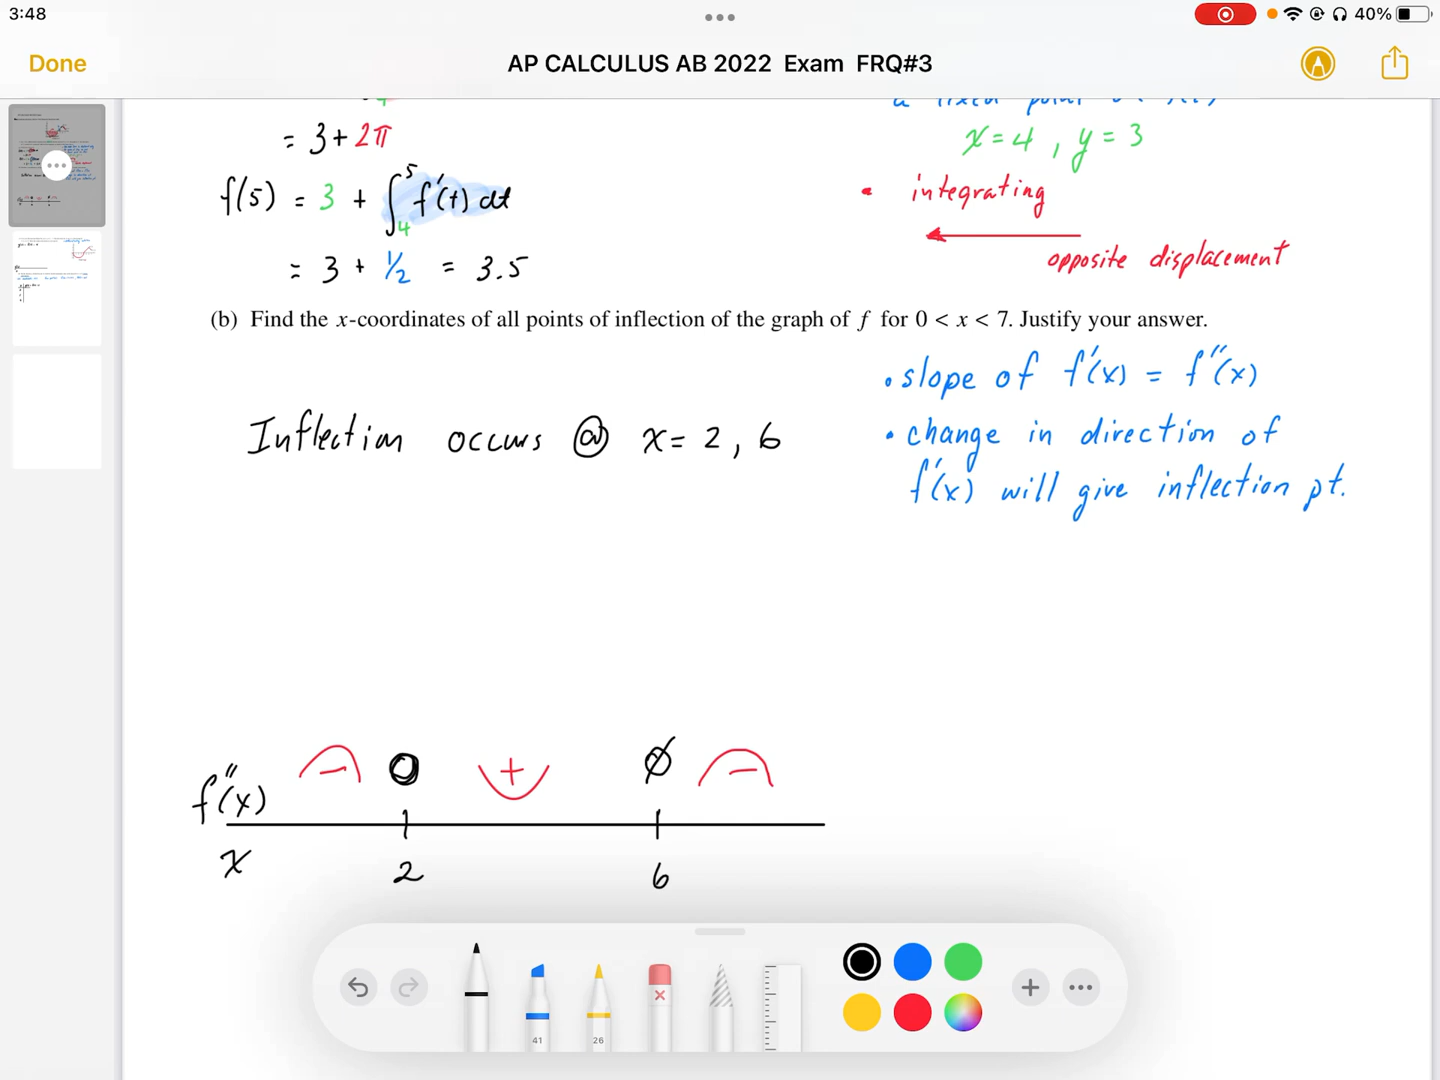 3:48
40%
Done
AP CALCULUS AB 2022 Exam FRQ#3
= 3 + 2π
x = 4 , y = 3
f(5) = 3 + ∫₄⁵ f'(t) dt
• integrating
= 3 + 1/2 = 3.5
opposite displacement
(b) Find the x-coordinates of all points of inflection of the graph of f for 0 < x < 7. Justify your answer.
• slope of f'(x) = f''(x)
Inflection occurs @ x = 2, 6
• change in direction of
f'(x) will give inflection pt.
f''(x) − 0 + ∅ −
x 2 6
41
26